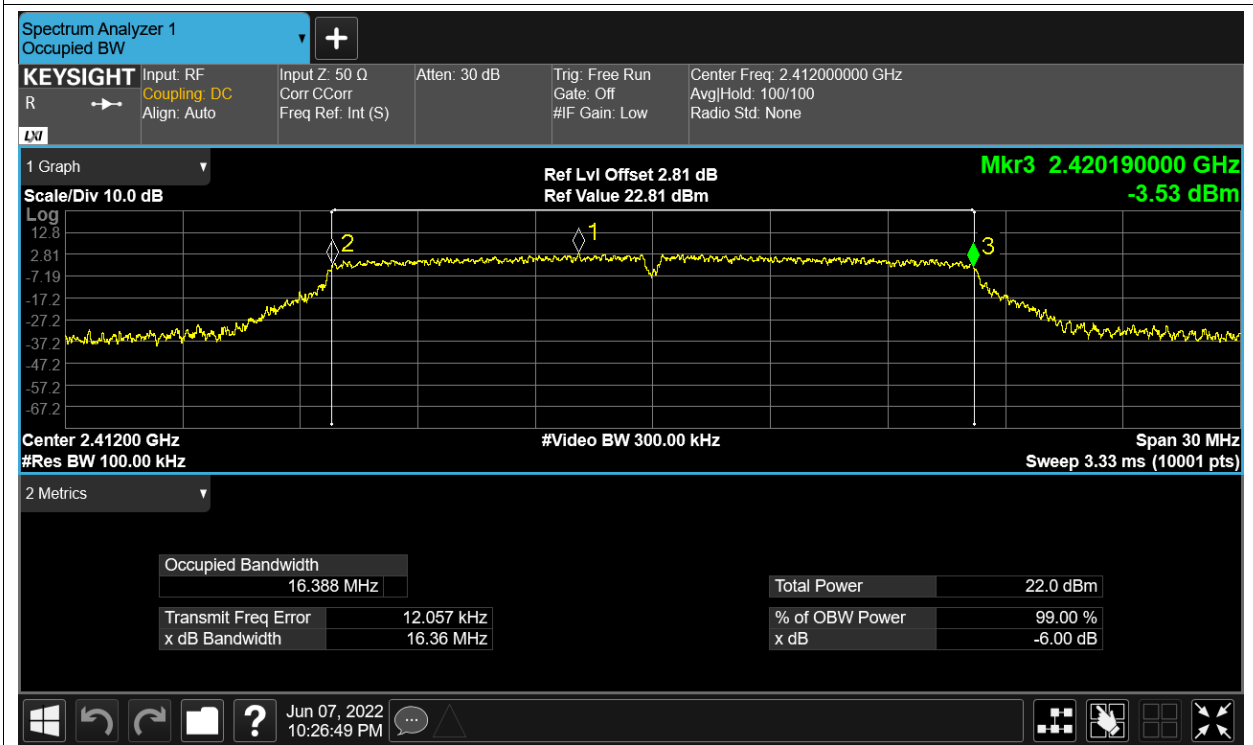 Spectrum Analyzer 1
Occupied BW
KEYSIGHT
R
LXI
Input: RF
Coupling: DC
Align: Auto
Input Z: 50 Ω
Corr CCorr
Freq Ref: Int (S)
Atten: 30 dB
Trig: Free Run
Gate: Off
#IF Gain: Low
Center Freq: 2.412000000 GHz
Avg|Hold: 100/100
Radio Std: None
1 Graph
Scale/Div 10.0 dB
Ref Lvl Offset 2.81 dB
Ref Value 22.81 dBm
Mkr3 2.420190000 GHz
-3.53 dBm
Log
12.8
2.81
-7.19
-17.2
-27.2
-37.2
-47.2
-57.2
-67.2
2
1
3
Center 2.41200 GHz
#Res BW 100.00 kHz
#Video BW 300.00 kHz
Span 30 MHz
Sweep 3.33 ms (10001 pts)
2 Metrics
Occupied Bandwidth
16.388 MHz
Transmit Freq Error 12.057 kHz
x dB Bandwidth 16.36 MHz
Total Power 22.0 dBm
% of OBW Power 99.00 %
x dB -6.00 dB
?
Jun 07, 2022
10:26:49 PM